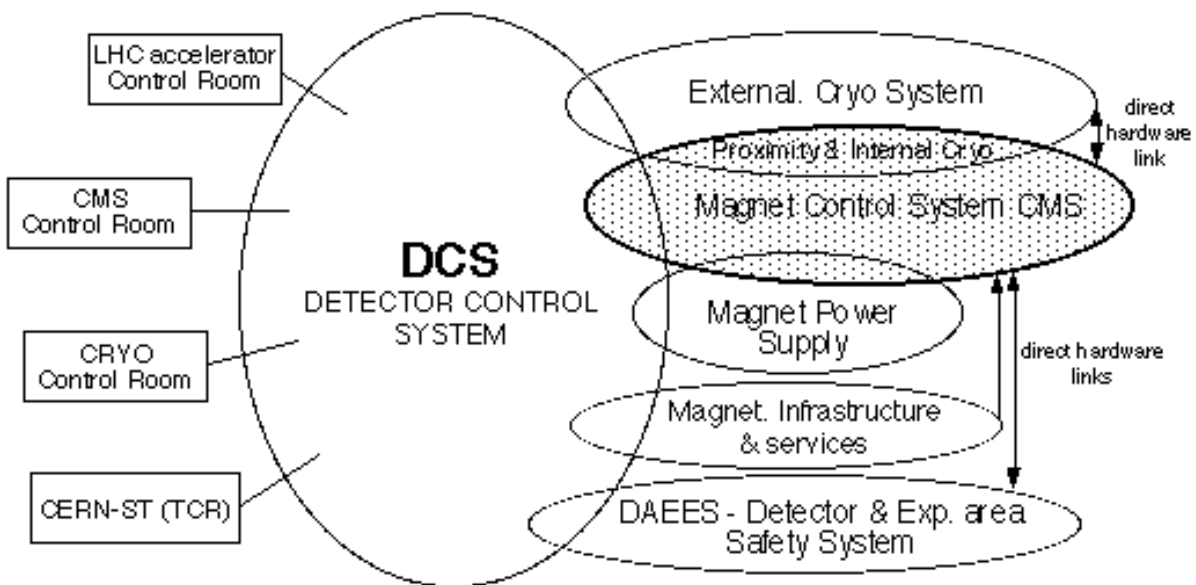 LHC accelerator
Control Room
CMS
Control Room
CRYO
Control Room
CERN-ST (TCR)
DCS
DETECTOR CONTROL
SYSTEM
External. Cryo System
Proximity & Internal Cryo
Magnet Control System CMS
Magnet Power
Supply
Magnet. Infrastructure
& services
DAEES - Detector & Exp. area
Safety System
direct
hardware
link
direct hardware
links